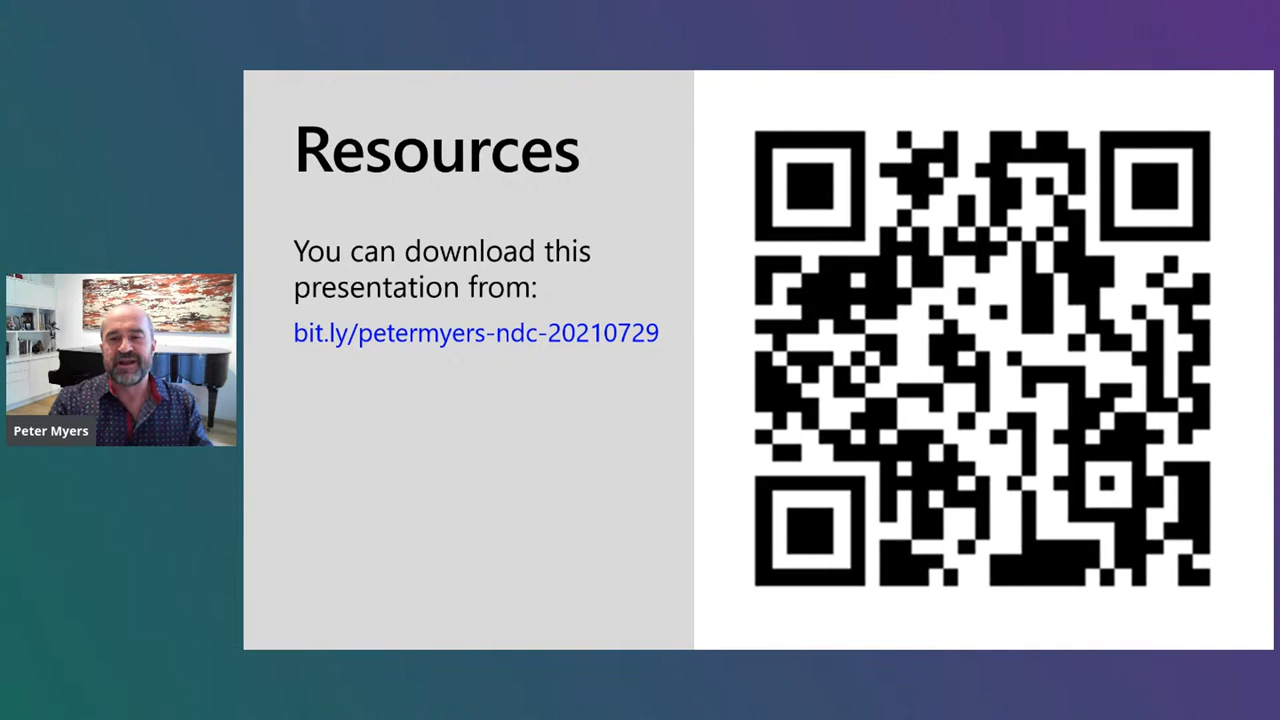 Resources
You can download this
presentation from:
bit.ly/petermyers-ndc-20210729
Peter Myers